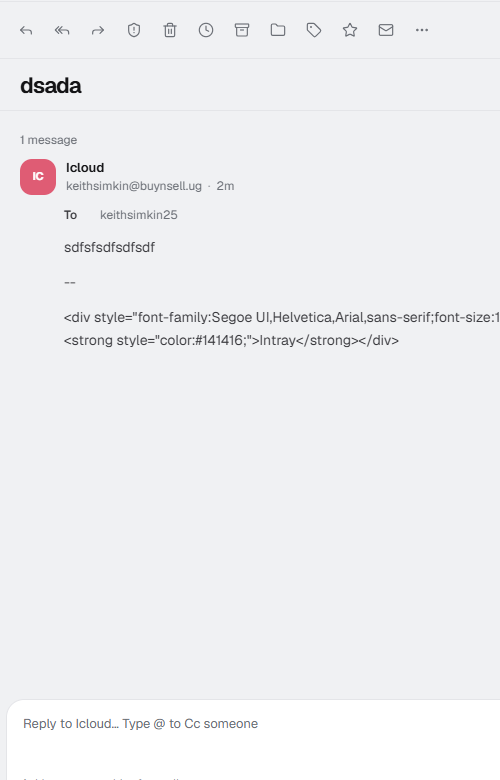 dsada
1 message
IC
Icloud
keithsimkin@buynsell.ug · 2m
To keithsimkin25
sdfsfsdfsdfsdf
--
<div style="font-family:Segoe UI,Helvetica,Arial,sans-serif;font-size:1
<strong style="color:#141416;">Intray</strong></div>
Reply to Icloud... Type @ to Cc someone